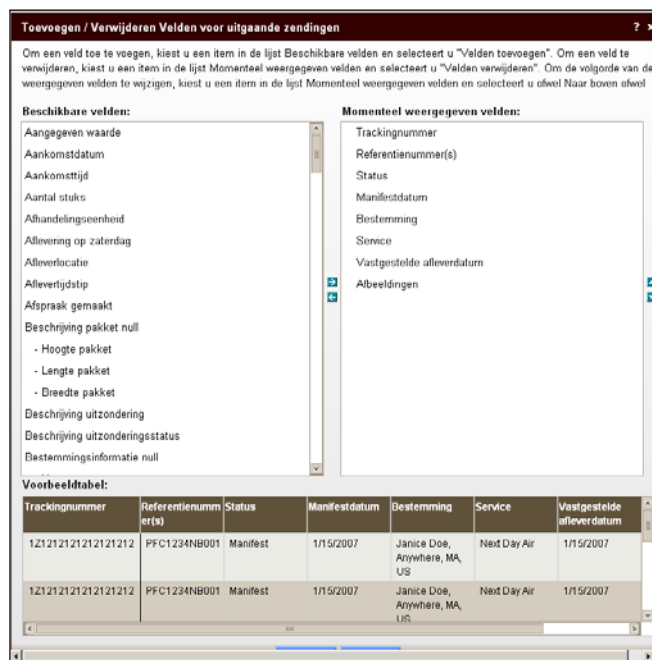 Toevoegen / Verwijderen Velden voor uitgaande zendingen ?
Om een veld toe te voegen, kiest u een item in de lijst Beschikbare velden en selecteert u "Velden toevoegen". Om een veld te
verwijderen, kiest u een item in de lijst Momenteel weergegeven velden en selecteert u "Velden verwijderen". Om de volgorde van de
weergegeven velden te wijzigen, kiest u een item in de lijst Momenteel weergegeven velden en selecteert u ofwel Naar boven ofwel
Beschikbare velden:
Aangegeven waarde
Aankomstdatum
Aankomsttijd
Aantal stuks
Afhandelingseenheid
Aflevering op zaterdag
Afleverlocatie
Aflevertijdstip
Afspraak gemaakt
Beschrijving pakket null
- Hoogte pakket
- Lengte pakket
- Breedte pakket
Beschrijving uitzondering
Beschrijving uitzonderingsstatus
Bestemmingsinformatie null
Momenteel weergegeven velden:
Trackingnummer
Referentienummer(s)
Status
Manifestdatum
Bestemming
Service
Vastgestelde afleverdatum
Afbeeldingen
Voorbeeldtabel:
Trackingnummer Referentienumm Status Manifestdatum Bestemming Service Vastgestelde
er(s) afleverdatum
1Z1212121212121212 PFC1234NB001 Manifest 1/15/2007 Janice Doe, Next Day Air 1/15/2007
Anywhere, MA,
US
1Z1212121212121212 PFC1234NB001 Manifest 1/15/2007 Janice Doe, Next Day Air 1/15/2007
Anywhere, MA,
US